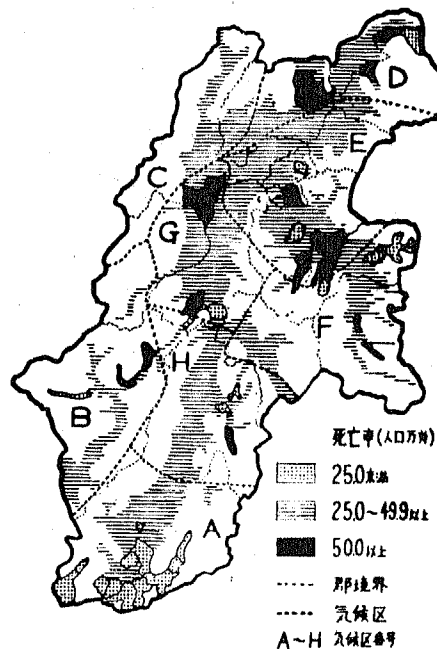 D
E
C
G
F
H
B
A
死亡率(人口万対)
25.0未満
25.0~49.9以上
50.0以上
郡境界
気候区
A~H 気候区番号